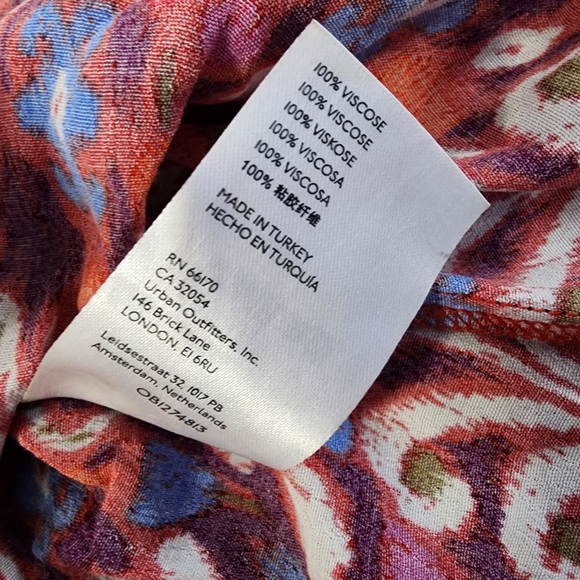 100% VISCOSE
100% VISCOSE
100% VISKOSE
100% VISCOSA
100% VISCOSA
100% 粘胶纤维
MADE IN TURKEY
HECHO EN TURQUÍA
RN 66170
CA 32054
Urban Outfitters, Inc.
146 Brick Lane
LONDON, E1 6RU
Leidsestraat 32, 1017 PB
Amsterdam, Netherlands
OB1274813